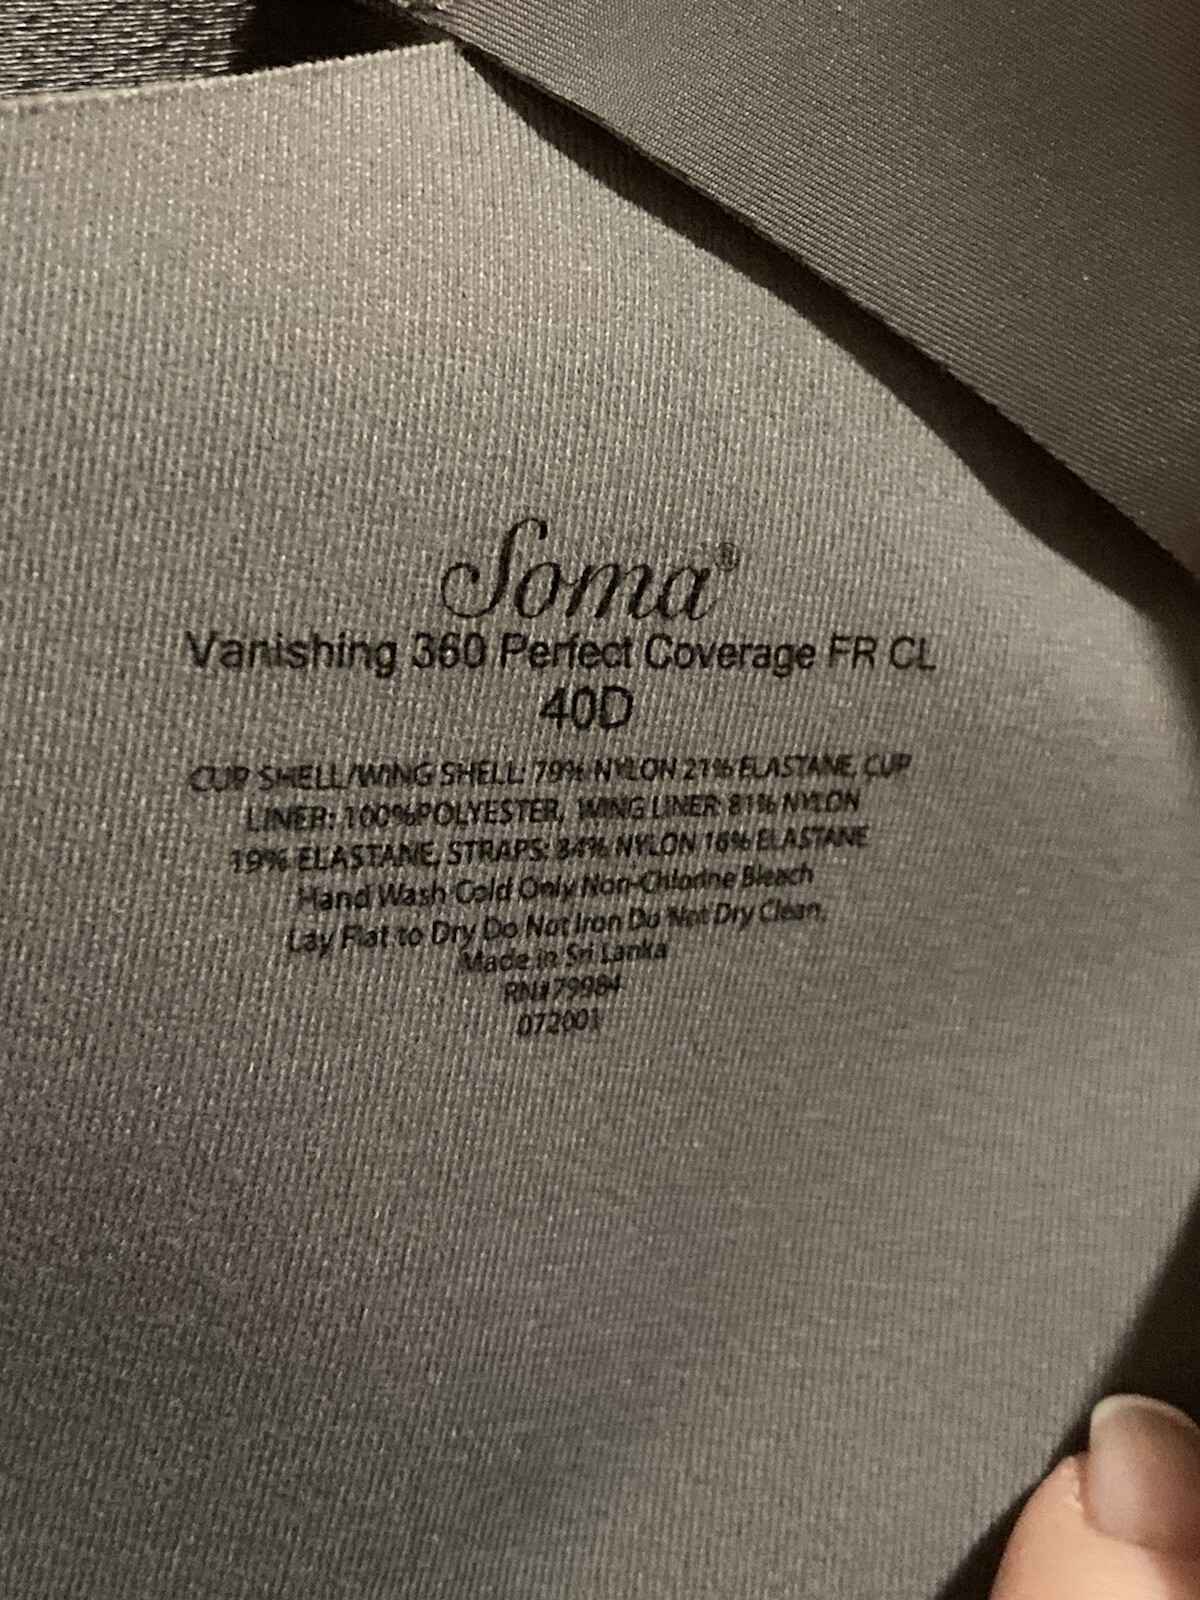 Soma®
Vanishing 360 Perfect Coverage FR CL
40D
CUP SHELL/WING SHELL: 79% NYLON 21% ELASTANE, CUP
LINER: 100%POLYESTER, WING LINER: 81% NYLON
19% ELASTANE, STRAPS: 84% NYLON 16% ELASTANE
Hand Wash Cold Only Non-Chlorine Bleach
Lay Flat to Dry Do Not Iron Do Not Dry Clean,
Made in Sri Lanka
RN#79984
072001